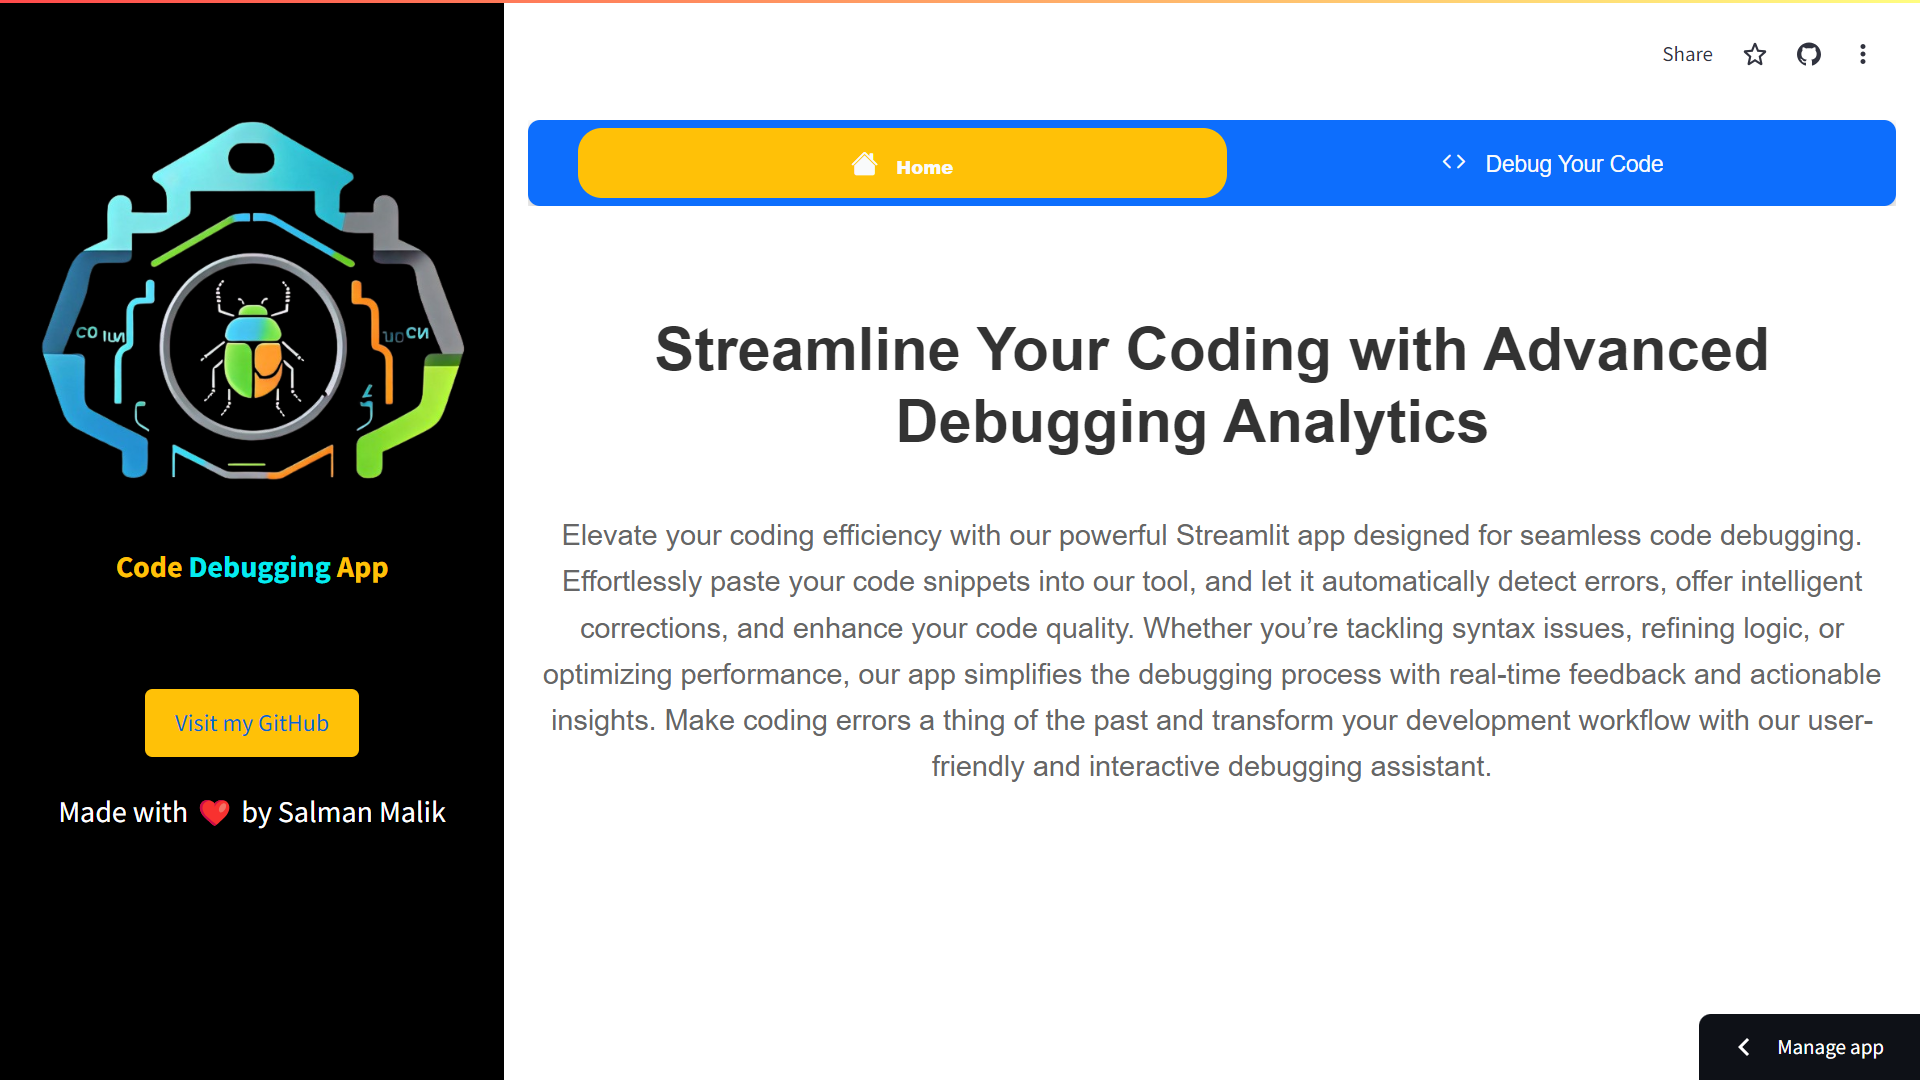 Share
Home
Debug Your Code
Code Debugging App
Visit my GitHub
Made with ❤️ by Salman Malik
Streamline Your Coding with Advanced
Debugging Analytics
Elevate your coding efficiency with our powerful Streamlit app designed for seamless code debugging.
Effortlessly paste your code snippets into our tool, and let it automatically detect errors, offer intelligent
corrections, and enhance your code quality. Whether you’re tackling syntax issues, refining logic, or
optimizing performance, our app simplifies the debugging process with real-time feedback and actionable
insights. Make coding errors a thing of the past and transform your development workflow with our user-
friendly and interactive debugging assistant.
Manage app